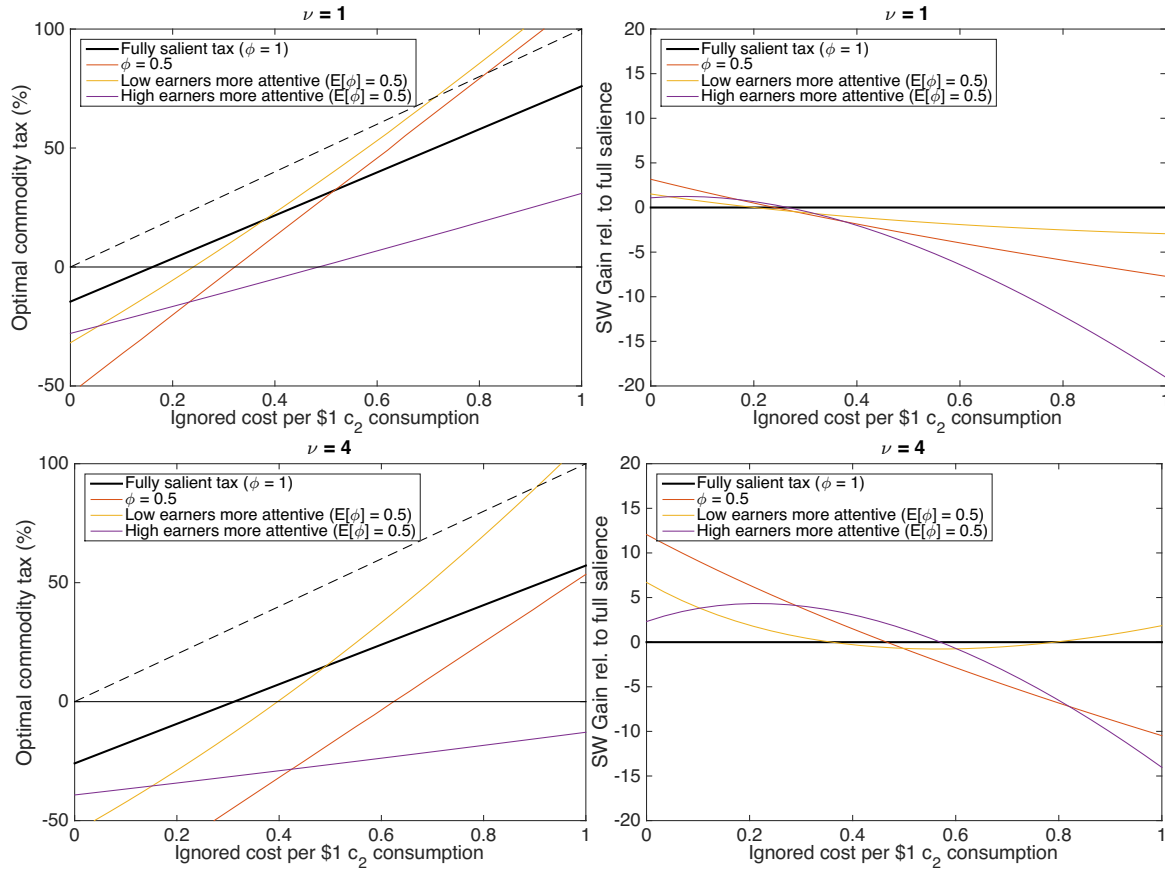 ν = 1
Optimal commodity tax (%)
100
50
0
-50
Fully salient tax (ϕ = 1)
ϕ = 0.5
Low earners more attentive (E[ϕ] = 0.5)
High earners more attentive (E[ϕ] = 0.5)
0 0.2 0.4 0.6 0.8 1
Ignored cost per $1 c₂ consumption
ν = 1
SW Gain rel. to full salience
20
15
10
5
0
-5
-10
-15
-20
Fully salient tax (ϕ = 1)
ϕ = 0.5
Low earners more attentive (E[ϕ] = 0.5)
High earners more attentive (E[ϕ] = 0.5)
0 0.2 0.4 0.6 0.8 1
Ignored cost per $1 c₂ consumption
ν = 4
Optimal commodity tax (%)
100
50
0
-50
Fully salient tax (ϕ = 1)
ϕ = 0.5
Low earners more attentive (E[ϕ] = 0.5)
High earners more attentive (E[ϕ] = 0.5)
0 0.2 0.4 0.6 0.8 1
Ignored cost per $1 c₂ consumption
ν = 4
SW Gain rel. to full salience
20
15
10
5
0
-5
-10
-15
-20
Fully salient tax (ϕ = 1)
ϕ = 0.5
Low earners more attentive (E[ϕ] = 0.5)
High earners more attentive (E[ϕ] = 0.5)
0 0.2 0.4 0.6 0.8 1
Ignored cost per $1 c₂ consumption